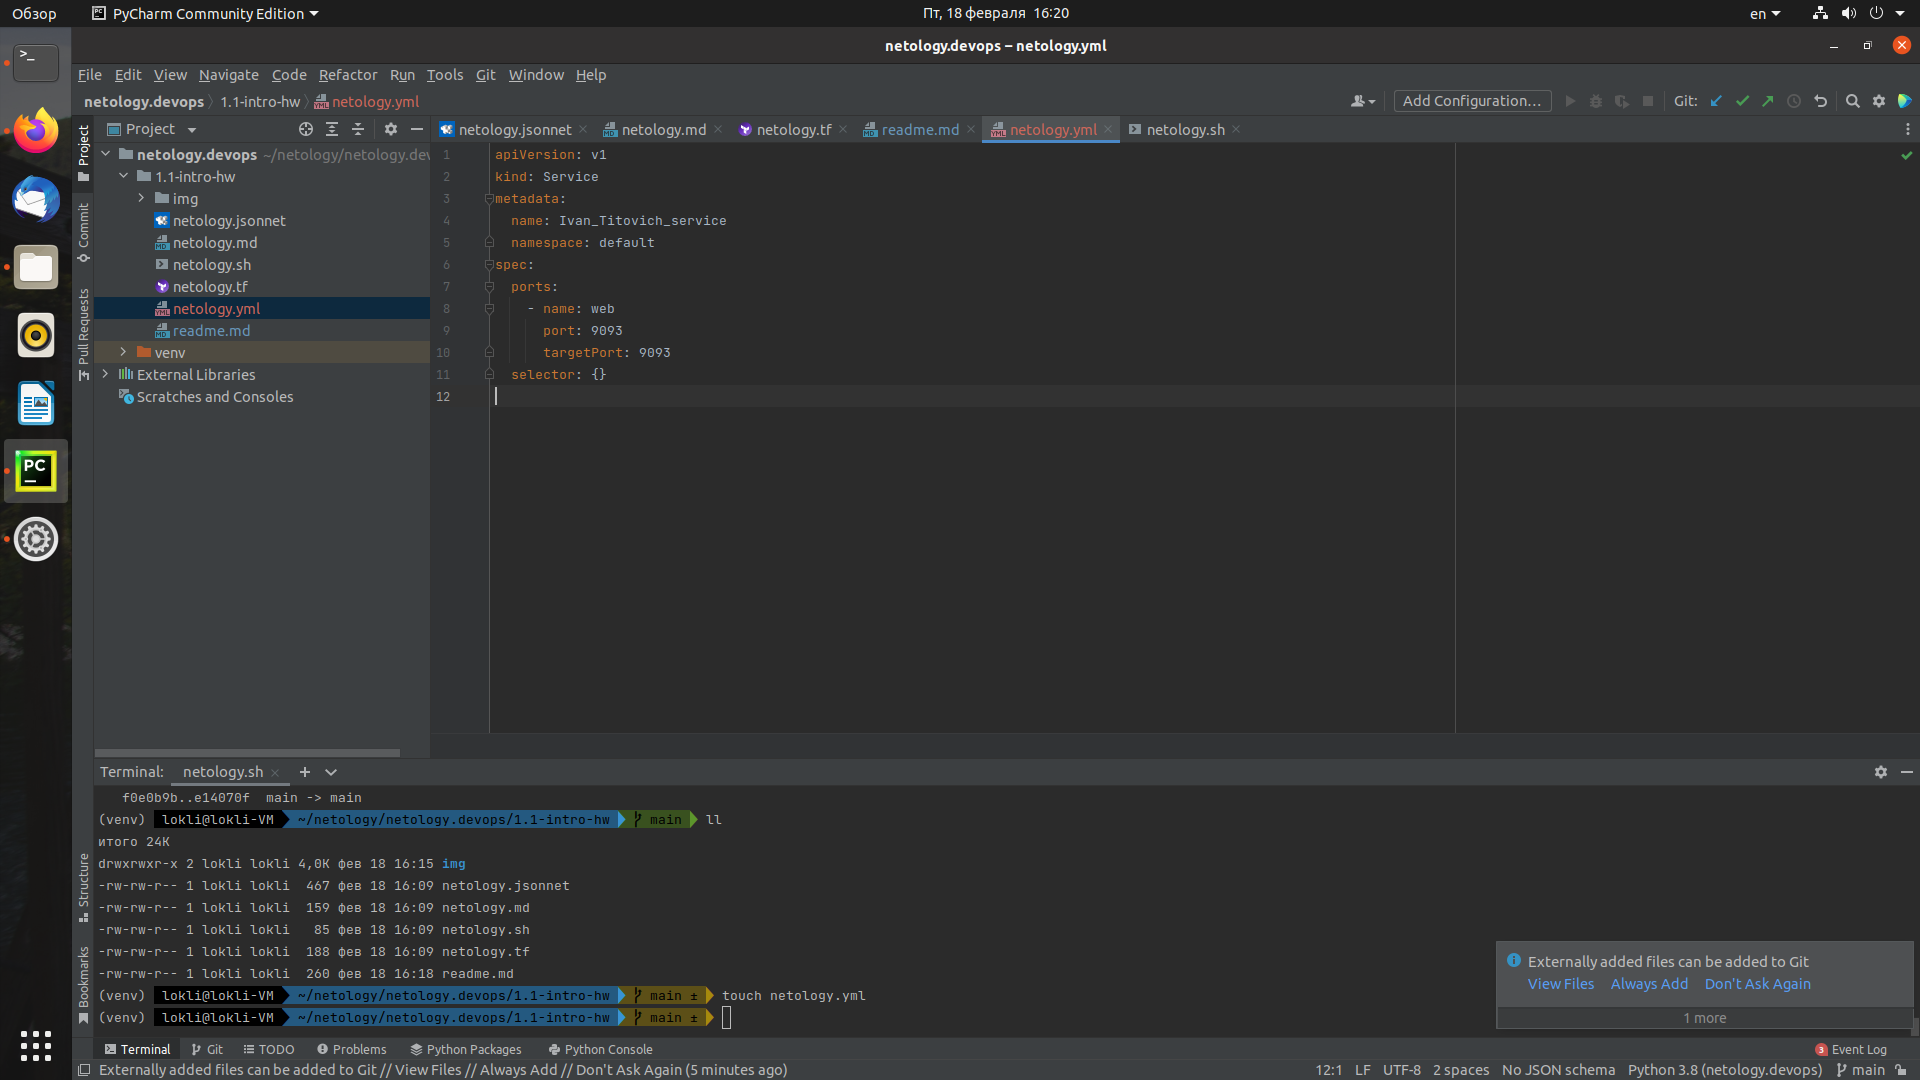 Обзор
PyCharm Community Edition
Пт, 18 февраля 16:20
en
netology.devops – netology.yml
File Edit View Navigate Code Refactor Run Tools Git Window Help
netology.devops 1.1-intro-hw netology.yml
Add Configuration...
Git:
Project
netology.jsonnet
netology.md
netology.tf
readme.md
netology.yml
netology.sh
Project
Commit
Pull Requests
Structure
Bookmarks
netology.devops ~/netology/netology.dev
1.1-intro-hw
img
netology.jsonnet
netology.md
netology.sh
netology.tf
netology.yml
readme.md
venv
External Libraries
Scratches and Consoles
1 apiVersion: v1
2 kind: Service
3 metadata:
4 name: Ivan_Titovich_service
5 namespace: default
6 spec:
7 ports:
8 - name: web
9 port: 9093
10 targetPort: 9093
11 selector: {}
12
PC
Terminal: netology.sh
f0e0b9b..e14070f main -> main
(venv) lokli@lokli-VM ~/netology/netology.devops/1.1-intro-hw main ll
итого 24K
drwxrwxr-x 2 lokli lokli 4,0K фев 18 16:15 img
-rw-rw-r-- 1 lokli lokli 467 фев 18 16:09 netology.jsonnet
-rw-rw-r-- 1 lokli lokli 159 фев 18 16:09 netology.md
-rw-rw-r-- 1 lokli lokli 85 фев 18 16:09 netology.sh
-rw-rw-r-- 1 lokli lokli 188 фев 18 16:09 netology.tf
-rw-rw-r-- 1 lokli lokli 260 фев 18 16:18 readme.md
(venv) lokli@lokli-VM ~/netology/netology.devops/1.1-intro-hw main ± touch netology.yml
(venv) lokli@lokli-VM ~/netology/netology.devops/1.1-intro-hw main ±
Externally added files can be added to Git
View Files Always Add Don't Ask Again
1 more
Terminal Git TODO Problems Python Packages Python Console
3 Event Log
Externally added files can be added to Git // View Files // Always Add // Don't Ask Again (5 minutes ago)
12:1 LF UTF-8 2 spaces No JSON schema Python 3.8 (netology.devops) main